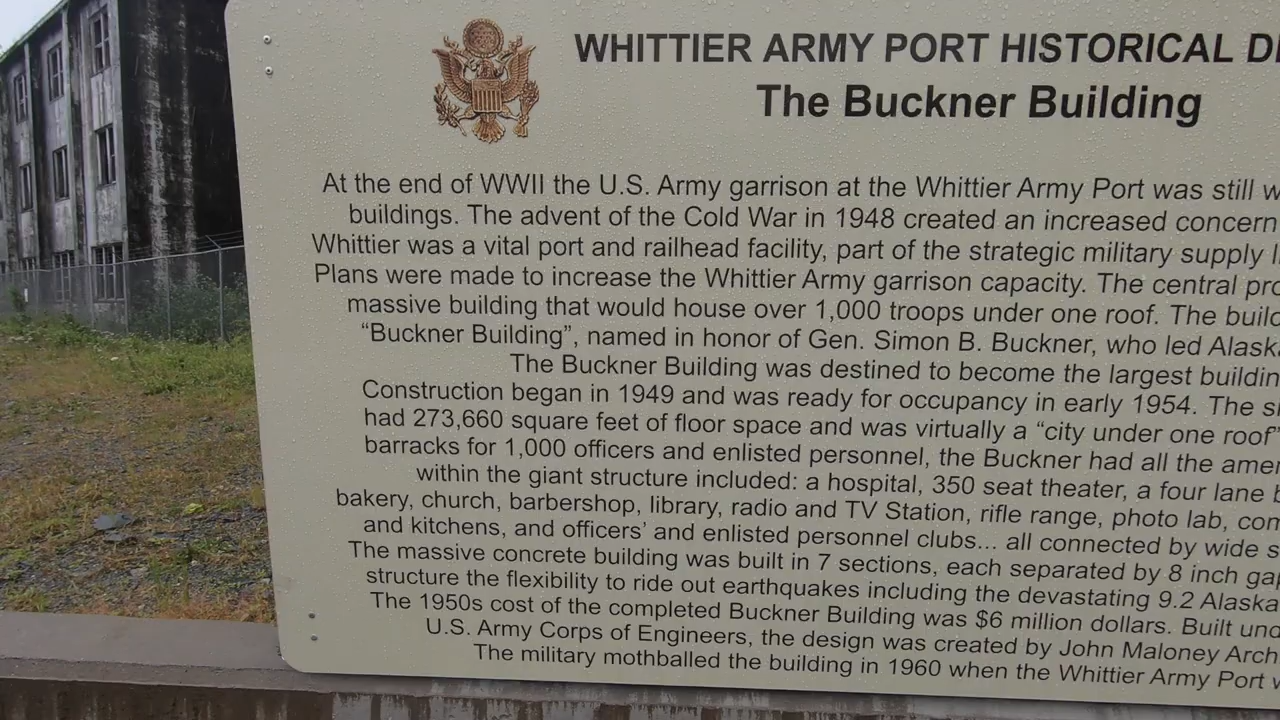 WHITTIER ARMY PORT HISTORICAL
The Buckner Building
At the end of WWII the U.S. Army garrison at the Whittier Army Port was still
buildings. The advent of the Cold War in 1948 created an increased concern
Whittier was a vital port and railhead facility, part of the strategic military supply
Plans were made to increase the Whittier Army garrison capacity. The central
massive building that would house over 1,000 troops under one roof. The
“Buckner Building”, named in honor of Gen. Simon B. Buckner, who led
The Buckner Building was destined to become the largest
Construction began in 1949 and was ready for occupancy in early 1954. The
had 273,660 square feet of floor space and was virtually a “city under one roof”
barracks for 1,000 officers and enlisted personnel, the Buckner had all the
within the giant structure included: a hospital, 350 seat theater, a four lane
bakery, church, barbershop, library, radio and TV Station, rifle range, photo lab,
and kitchens, and officers’ and enlisted personnel clubs... all connected by wide
The massive concrete building was built in 7 sections, each separated by 8 inch
structure the flexibility to ride out earthquakes including the devastating 9.2
The 1950s cost of the completed Buckner Building was $6 million dollars. Built
U.S. Army Corps of Engineers, the design was created by John Maloney
The military mothballed the building in 1960 when the Whittier Army Port